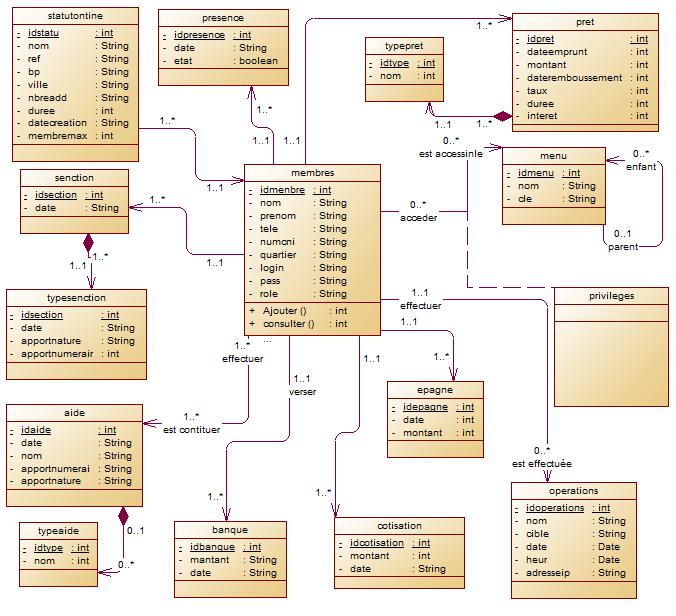 statutontine
- idstatu : int
- nom : String
- ref : String
- bp : String
- ville : String
- nbreadd : String
- duree : int
- datecreation : String
- membremax : int
presence
- idpresence : int
- date : String
- etat : boolean
typepret
- idtype : int
- nom : int
pret
- idpret : int
- dateemprunt : int
- montant : int
- dateremboussement : int
- taux : int
- duree : int
- interet : int
1..*
1..1
1..*
1..1
1..*
1..1
1..1
1..*
menu
- idmenu : int
- nom : String
- cle : String
0..*
est accessinle
0..*
enfant
0..1
parent
senction
- idsection : int
- date : String
1..*
1..1
1..*
1..1
membres
- idmenbre : int
- nom : String
- prenom : String
- tele : String
- numcni : String
- quartier : String
- login : String
- pass : String
- role : String
+ Ajouter () : int
+ consulter () : int
...
0..*
acceder
privileges
typesenction
- idsection : int
- date : String
- apportnature : String
- apportnumerair : int
1..1
effectuer
1..1
1..*
1..*
effectuer
1..1
verser
1..1
epagne
- idepagne : int
- date : int
- montant : int
aide
- idaide : int
- date : String
- nom : String
- apportnumerai : String
- apportnature : String
1..*
est contituer
0..*
est effectuée
operations
- idoperations : int
- nom : String
- cible : String
- date : Date
- heur : Date
- adresseip : String
0..1
0..*
typeaide
- idtype : int
- nom : int
1..*
banque
- idbanque : int
- mantant : String
- date : String
1..*
cotisation
- idcotisation : int
- montant : int
- date : String